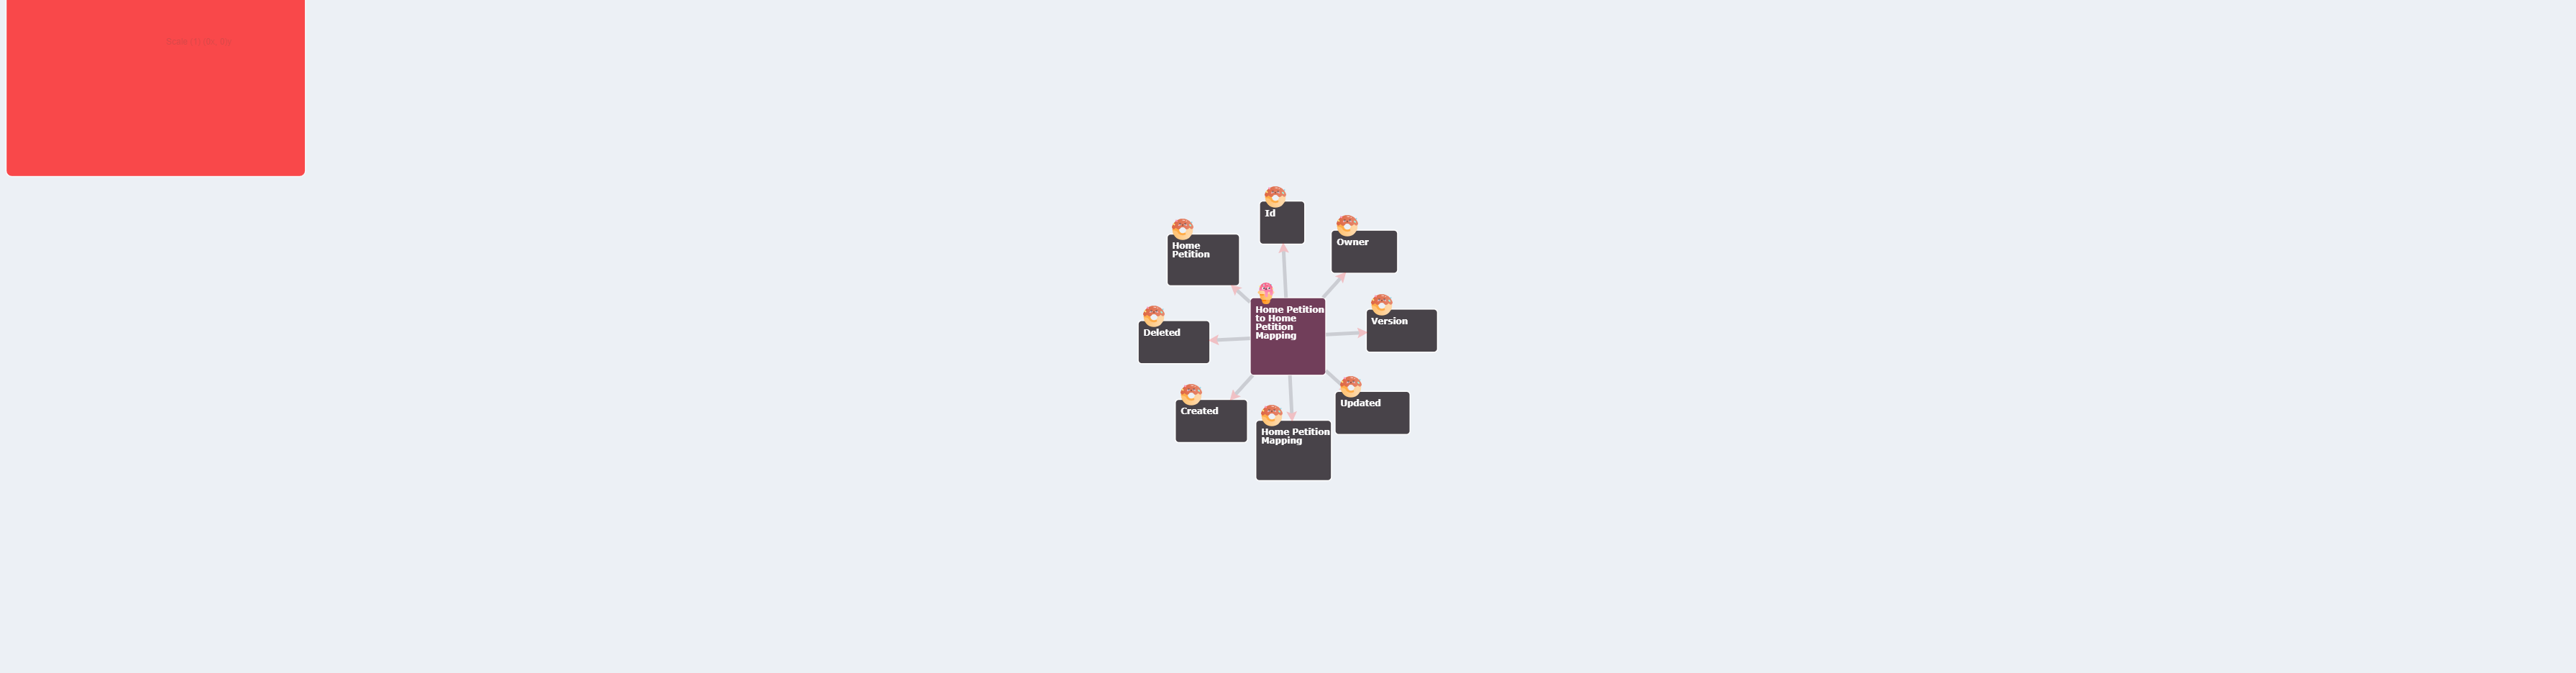 Id
Owner
Home
Petition
Home Petition
to Home
Petition
Mapping
Version
Deleted
Updated
Created
Home Petition
Mapping